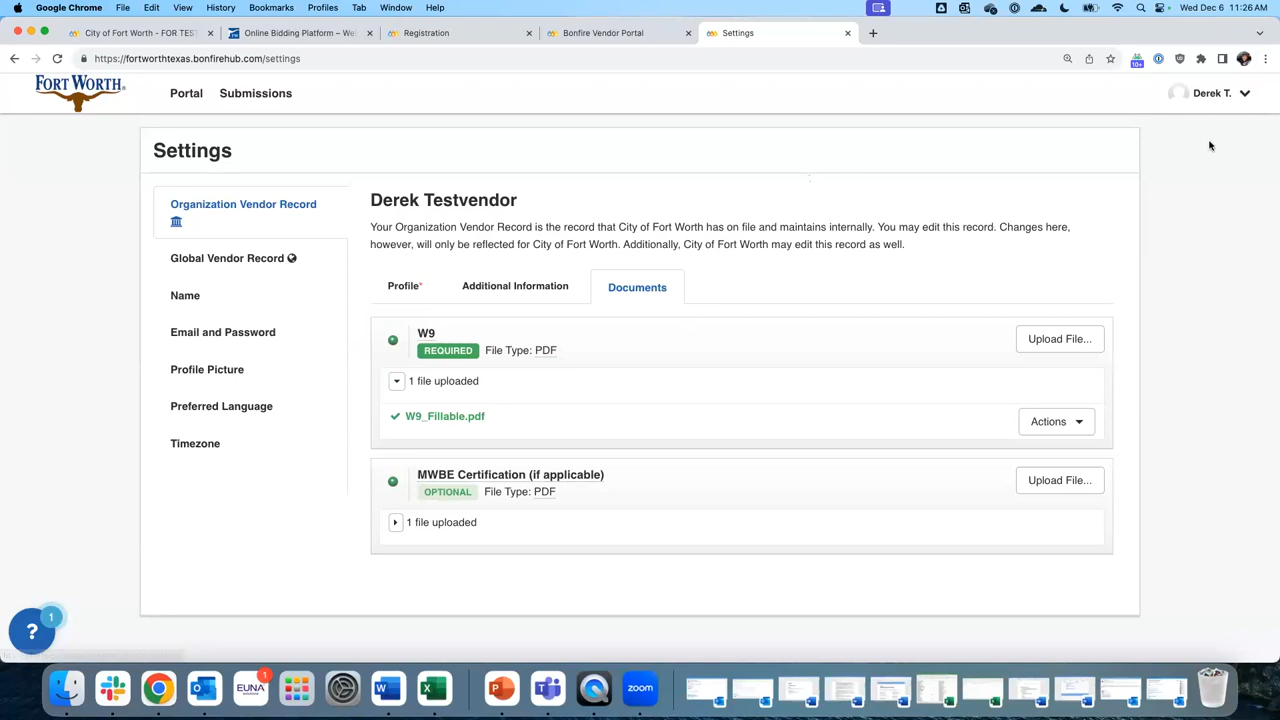 Google Chrome File Edit View History Bookmarks Profiles Tab Window Help Wed Dec 6 11:26 AM
City of Fort Worth - FOR TEST Online Bidding Platform – We Registration Bonfire Vendor Portal Settings
https://fortworthtexas.bonfirehub.com/settings
10+
FORT WORTH
Portal Submissions Derek T.
Settings
Organization Vendor Record
Global Vendor Record
Name
Email and Password
Profile Picture
Preferred Language
Timezone
Derek Testvendor
Your Organization Vendor Record is the record that City of Fort Worth has on file and maintains internally. You may edit this record. Changes here,
however, will only be reflected for City of Fort Worth. Additionally, City of Fort Worth may edit this record as well.
Profile* Additional Information Documents
W9
REQUIRED File Type: PDF
Upload File...
1 file uploaded
W9_Fillable.pdf
Actions
MWBE Certification (if applicable)
OPTIONAL File Type: PDF
Upload File...
1 file uploaded
? 1
EUNA 1
zoom